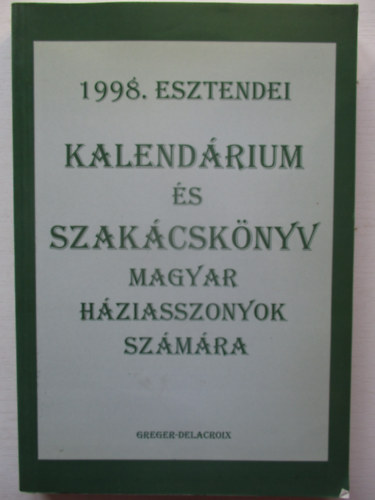 1998. ESZTENDEI
KALENDÁRIUM
ÉS
SZAKÁCSKÖNYV
MAGYAR
HÁZIASSZONYOK
SZÁMÁRA
GREGER-DELACROIX